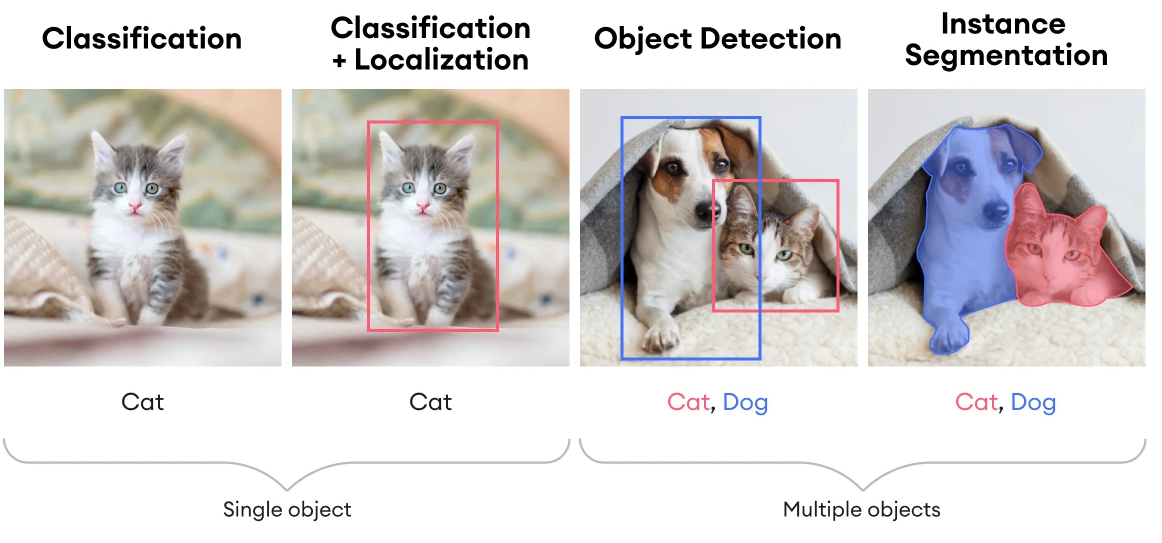 Classification
Classification
+ Localization
Object Detection
Instance
Segmentation
Cat
Cat
Cat, Dog
Cat, Dog
Single object
Multiple objects